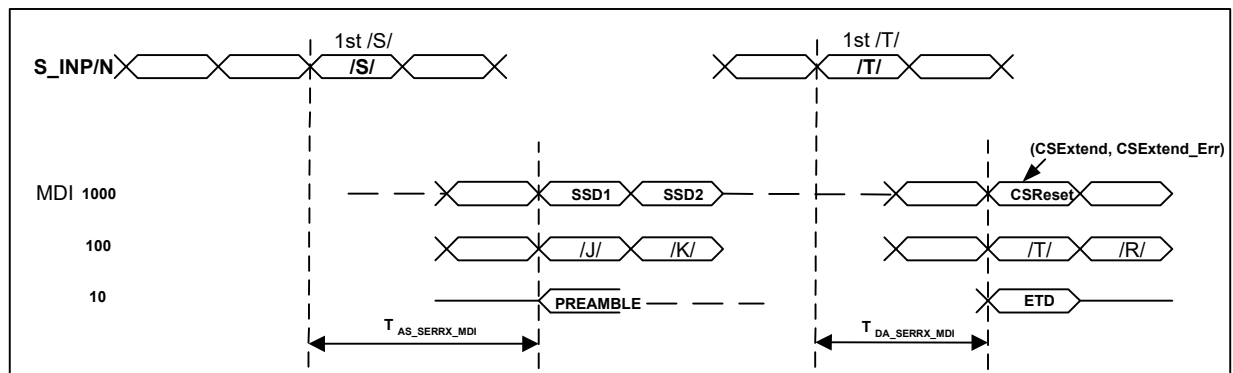 1st /S/
1st /T/
S_INP/N
/S/
/T/
(CSExtend, CSExtend_Err)
MDI 1000
SSD1
SSD2
CSReset
100
/J/
/K/
/T/
/R/
10
PREAMBLE
ETD
T AS_SERRX_MDI
T DA_SERRX_MDI